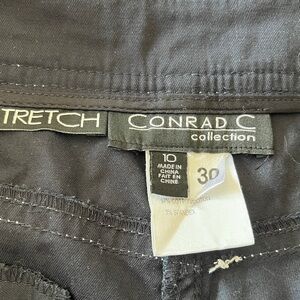 TRETCH
CONRAD C
collection
10
MADE IN
CHINA
FAIT EN
CHINE
30